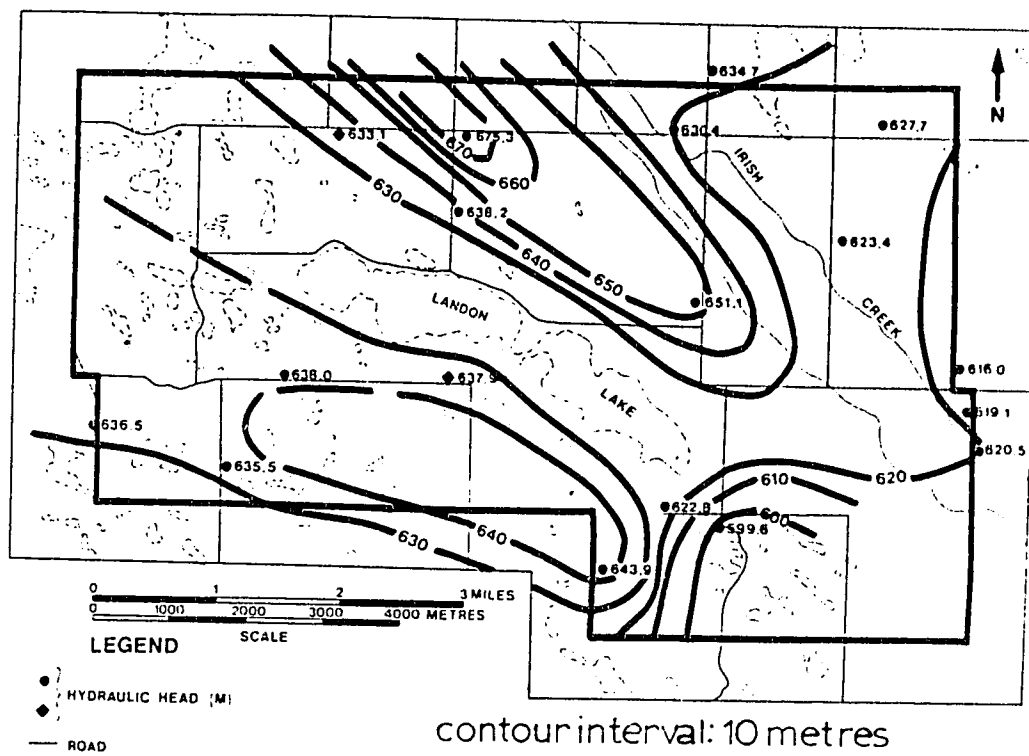 634.7
N
633.1
675.3
630.4
627.7
670
IRISH
660
630
638.2
623.4
640
650
651.1
LANDON
CREEK
LAKE
638.0
637.9
616.0
619.1
636.5
620.5
635.5
620
610
622.8
600
599.6
640
630
643.9
0 1 2 3 MILES
0 1000 2000 3000 4000 METRES
SCALE
LEGEND
HYDRAULIC HEAD (M)
ROAD
contour interval: 10 metres